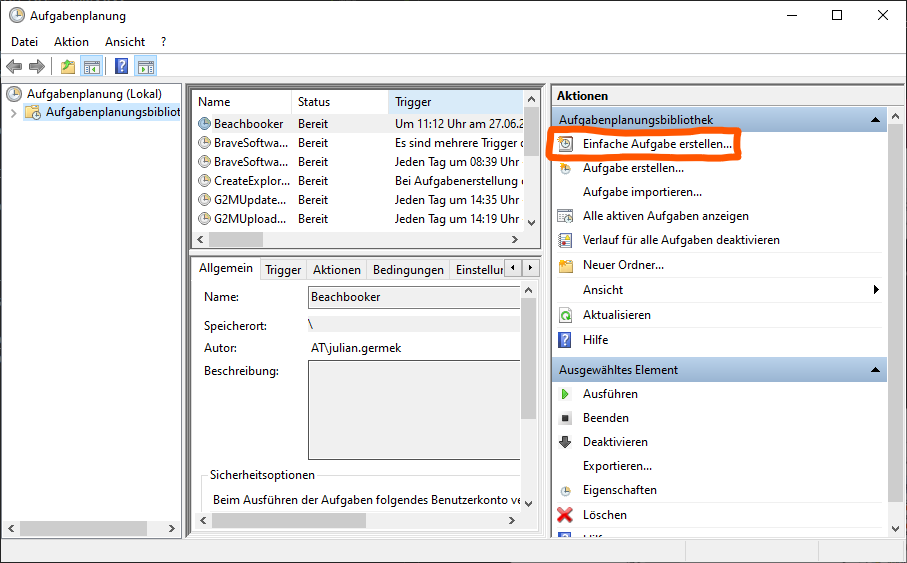 Aufgabenplanung
Datei Aktion Ansicht ?
Aufgabenplanung (Lokal)
Aufgabenplanungsbibliot
Name Status Trigger
Beachbooker Bereit Um 11:12 Uhr am 27.06.2
BraveSoftwa... Bereit Es sind mehrere Trigger d
BraveSoftwa... Bereit Jeden Tag um 08:39 Uhr
CreateExplor... Bereit Bei Aufgabenerstellung o
G2MUpdate... Bereit Jeden Tag um 14:35 Uhr
G2MUpload... Bereit Jeden Tag um 14:19 Uhr
Allgemein Trigger Aktionen Bedingungen Einstellun
Name: Beachbooker
Speicherort: \
Autor: AT\julian.germek
Beschreibung:
Sicherheitsoptionen
Beim Ausführen der Aufgaben folgendes Benutzerkonto ve
Aktionen
Aufgabenplanungsbibliothek
Einfache Aufgabe erstellen...
Aufgabe erstellen...
Aufgabe importieren...
Alle aktiven Aufgaben anzeigen
Verlauf für alle Aufgaben deaktivieren
Neuer Ordner...
Ansicht
Aktualisieren
Hilfe
Ausgewähltes Element
Ausführen
Beenden
Deaktivieren
Exportieren...
Eigenschaften
Löschen